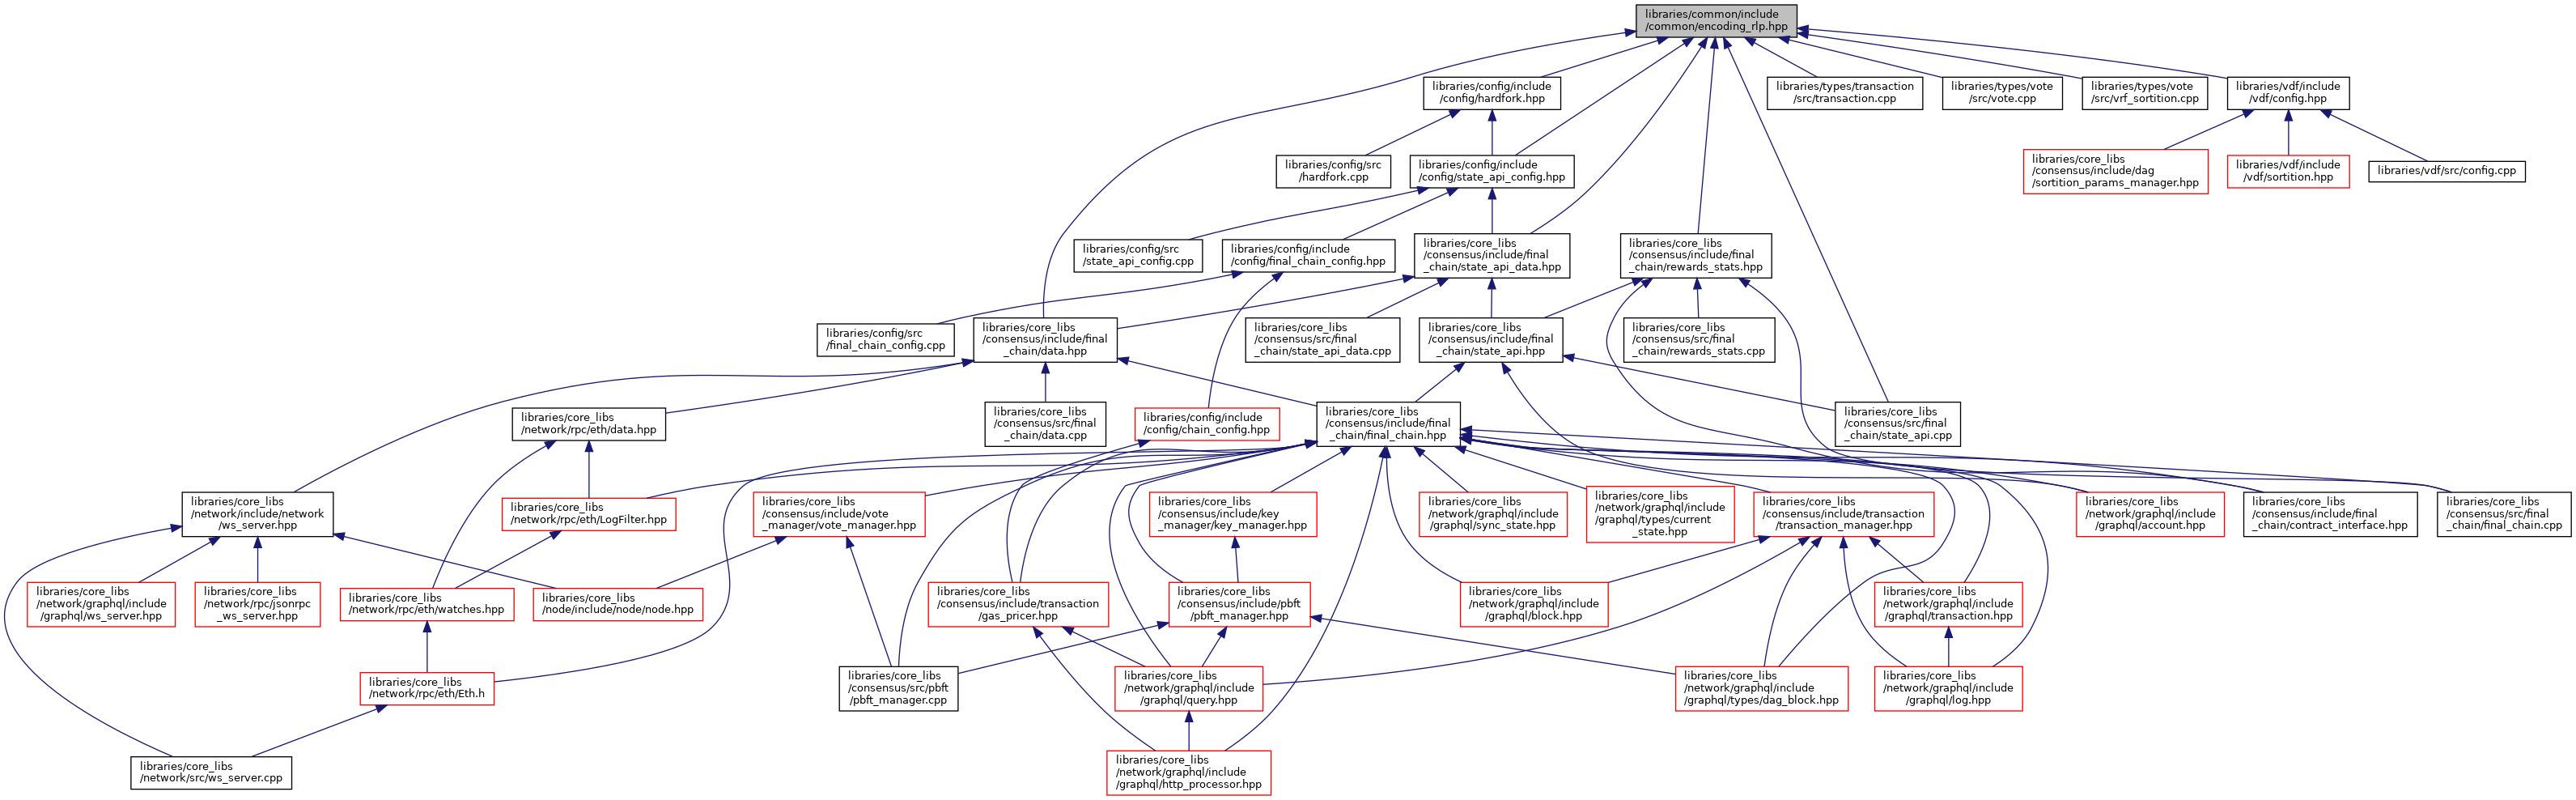 libraries/common/include
/common/encoding_rlp.hpp
libraries/config/include
/config/hardfork.hpp
libraries/types/transaction
/src/transaction.cpp
libraries/types/vote
/src/vote.cpp
libraries/types/vote
/src/vrf_sortition.cpp
libraries/vdf/include
/vdf/config.hpp
libraries/config/src
/hardfork.cpp
libraries/config/include
/config/state_api_config.hpp
libraries/core_libs
/consensus/include/dag
/sortition_params_manager.hpp
libraries/vdf/include
/vdf/sortition.hpp
libraries/vdf/src/config.cpp
libraries/config/src
/state_api_config.cpp
libraries/config/include
/config/final_chain_config.hpp
libraries/core_libs
/consensus/include/final
_chain/state_api_data.hpp
libraries/core_libs
/consensus/include/final
_chain/rewards_stats.hpp
libraries/config/src
/final_chain_config.cpp
libraries/core_libs
/consensus/include/final
_chain/data.hpp
libraries/core_libs
/consensus/src/final
_chain/state_api_data.cpp
libraries/core_libs
/consensus/include/final
_chain/state_api.hpp
libraries/core_libs
/consensus/src/final
_chain/rewards_stats.cpp
libraries/core_libs
/network/rpc/eth/data.hpp
libraries/core_libs
/consensus/src/final
_chain/data.cpp
libraries/config/include
/config/chain_config.hpp
libraries/core_libs
/consensus/include/final
_chain/final_chain.hpp
libraries/core_libs
/consensus/src/final
_chain/state_api.cpp
libraries/core_libs
/network/include/network
/ws_server.hpp
libraries/core_libs
/network/rpc/eth/LogFilter.hpp
libraries/core_libs
/consensus/include/vote
_manager/vote_manager.hpp
libraries/core_libs
/consensus/include/key
_manager/key_manager.hpp
libraries/core_libs
/network/graphql/include
/graphql/sync_state.hpp
libraries/core_libs
/network/graphql/include
/graphql/types/current
_state.hpp
libraries/core_libs
/consensus/include/transaction
/transaction_manager.hpp
libraries/core_libs
/network/graphql/include
/graphql/account.hpp
libraries/core_libs
/consensus/include/final
_chain/contract_interface.hpp
libraries/core_libs
/consensus/src/final
_chain/final_chain.cpp
libraries/core_libs
/network/graphql/include
/graphql/ws_server.hpp
libraries/core_libs
/network/rpc/jsonrpc
_ws_server.hpp
libraries/core_libs
/network/rpc/eth/watches.hpp
libraries/core_libs
/node/include/node/node.hpp
libraries/core_libs
/consensus/include/transaction
/gas_pricer.hpp
libraries/core_libs
/consensus/include/pbft
/pbft_manager.hpp
libraries/core_libs
/network/graphql/include
/graphql/block.hpp
libraries/core_libs
/network/graphql/include
/graphql/transaction.hpp
libraries/core_libs
/network/rpc/eth/Eth.h
libraries/core_libs
/consensus/src/pbft
/pbft_manager.cpp
libraries/core_libs
/network/graphql/include
/graphql/query.hpp
libraries/core_libs
/network/graphql/include
/graphql/types/dag_block.hpp
libraries/core_libs
/network/graphql/include
/graphql/log.hpp
libraries/core_libs
/network/src/ws_server.cpp
libraries/core_libs
/network/graphql/include
/graphql/http_processor.hpp